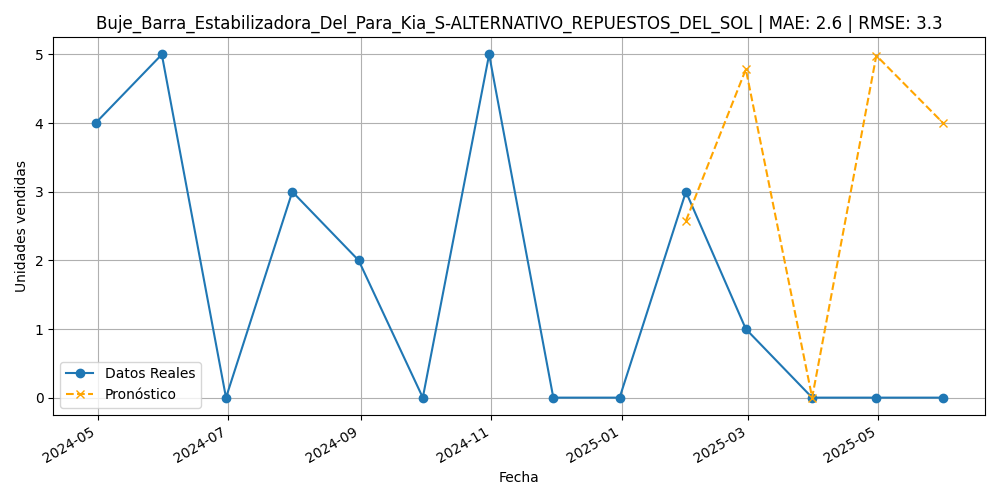 Buje_Barra_Estabilizadora_Del_Para_Kia_S-ALTERNATIVO_REPUESTOS_DEL_SOL | MAE: 2.6 | RMSE: 3.3
Unidades vendidas
5
4
3
2
1
0
Datos Reales
Pronóstico
2024-05
2024-07
2024-09
2024-11
2025-01
2025-03
2025-05
Fecha